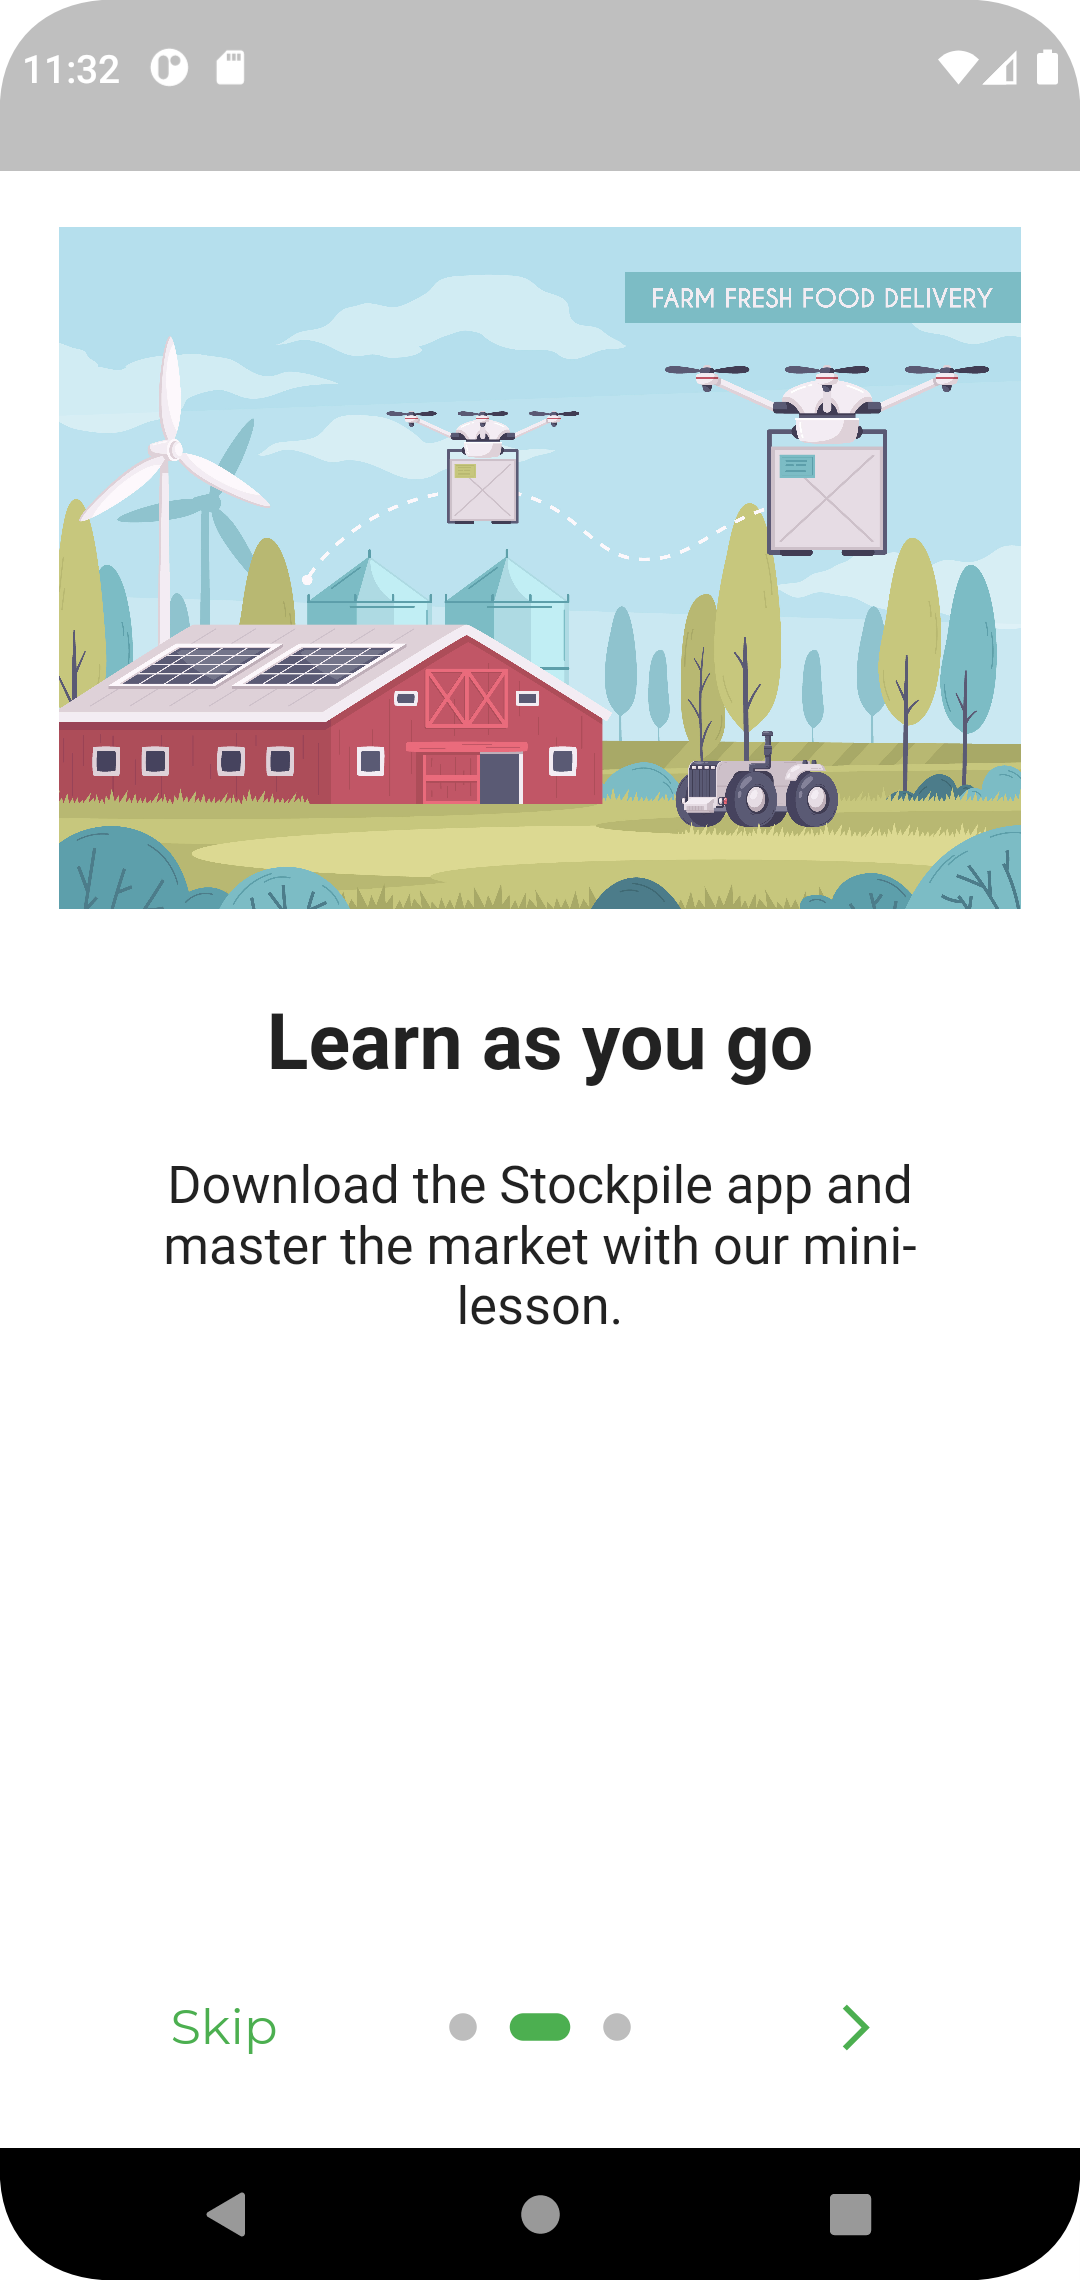 11:32
FARM FRESH FOOD DELIVERY
Learn as you go
Download the Stockpile app and
master the market with our mini-
lesson.
Skip